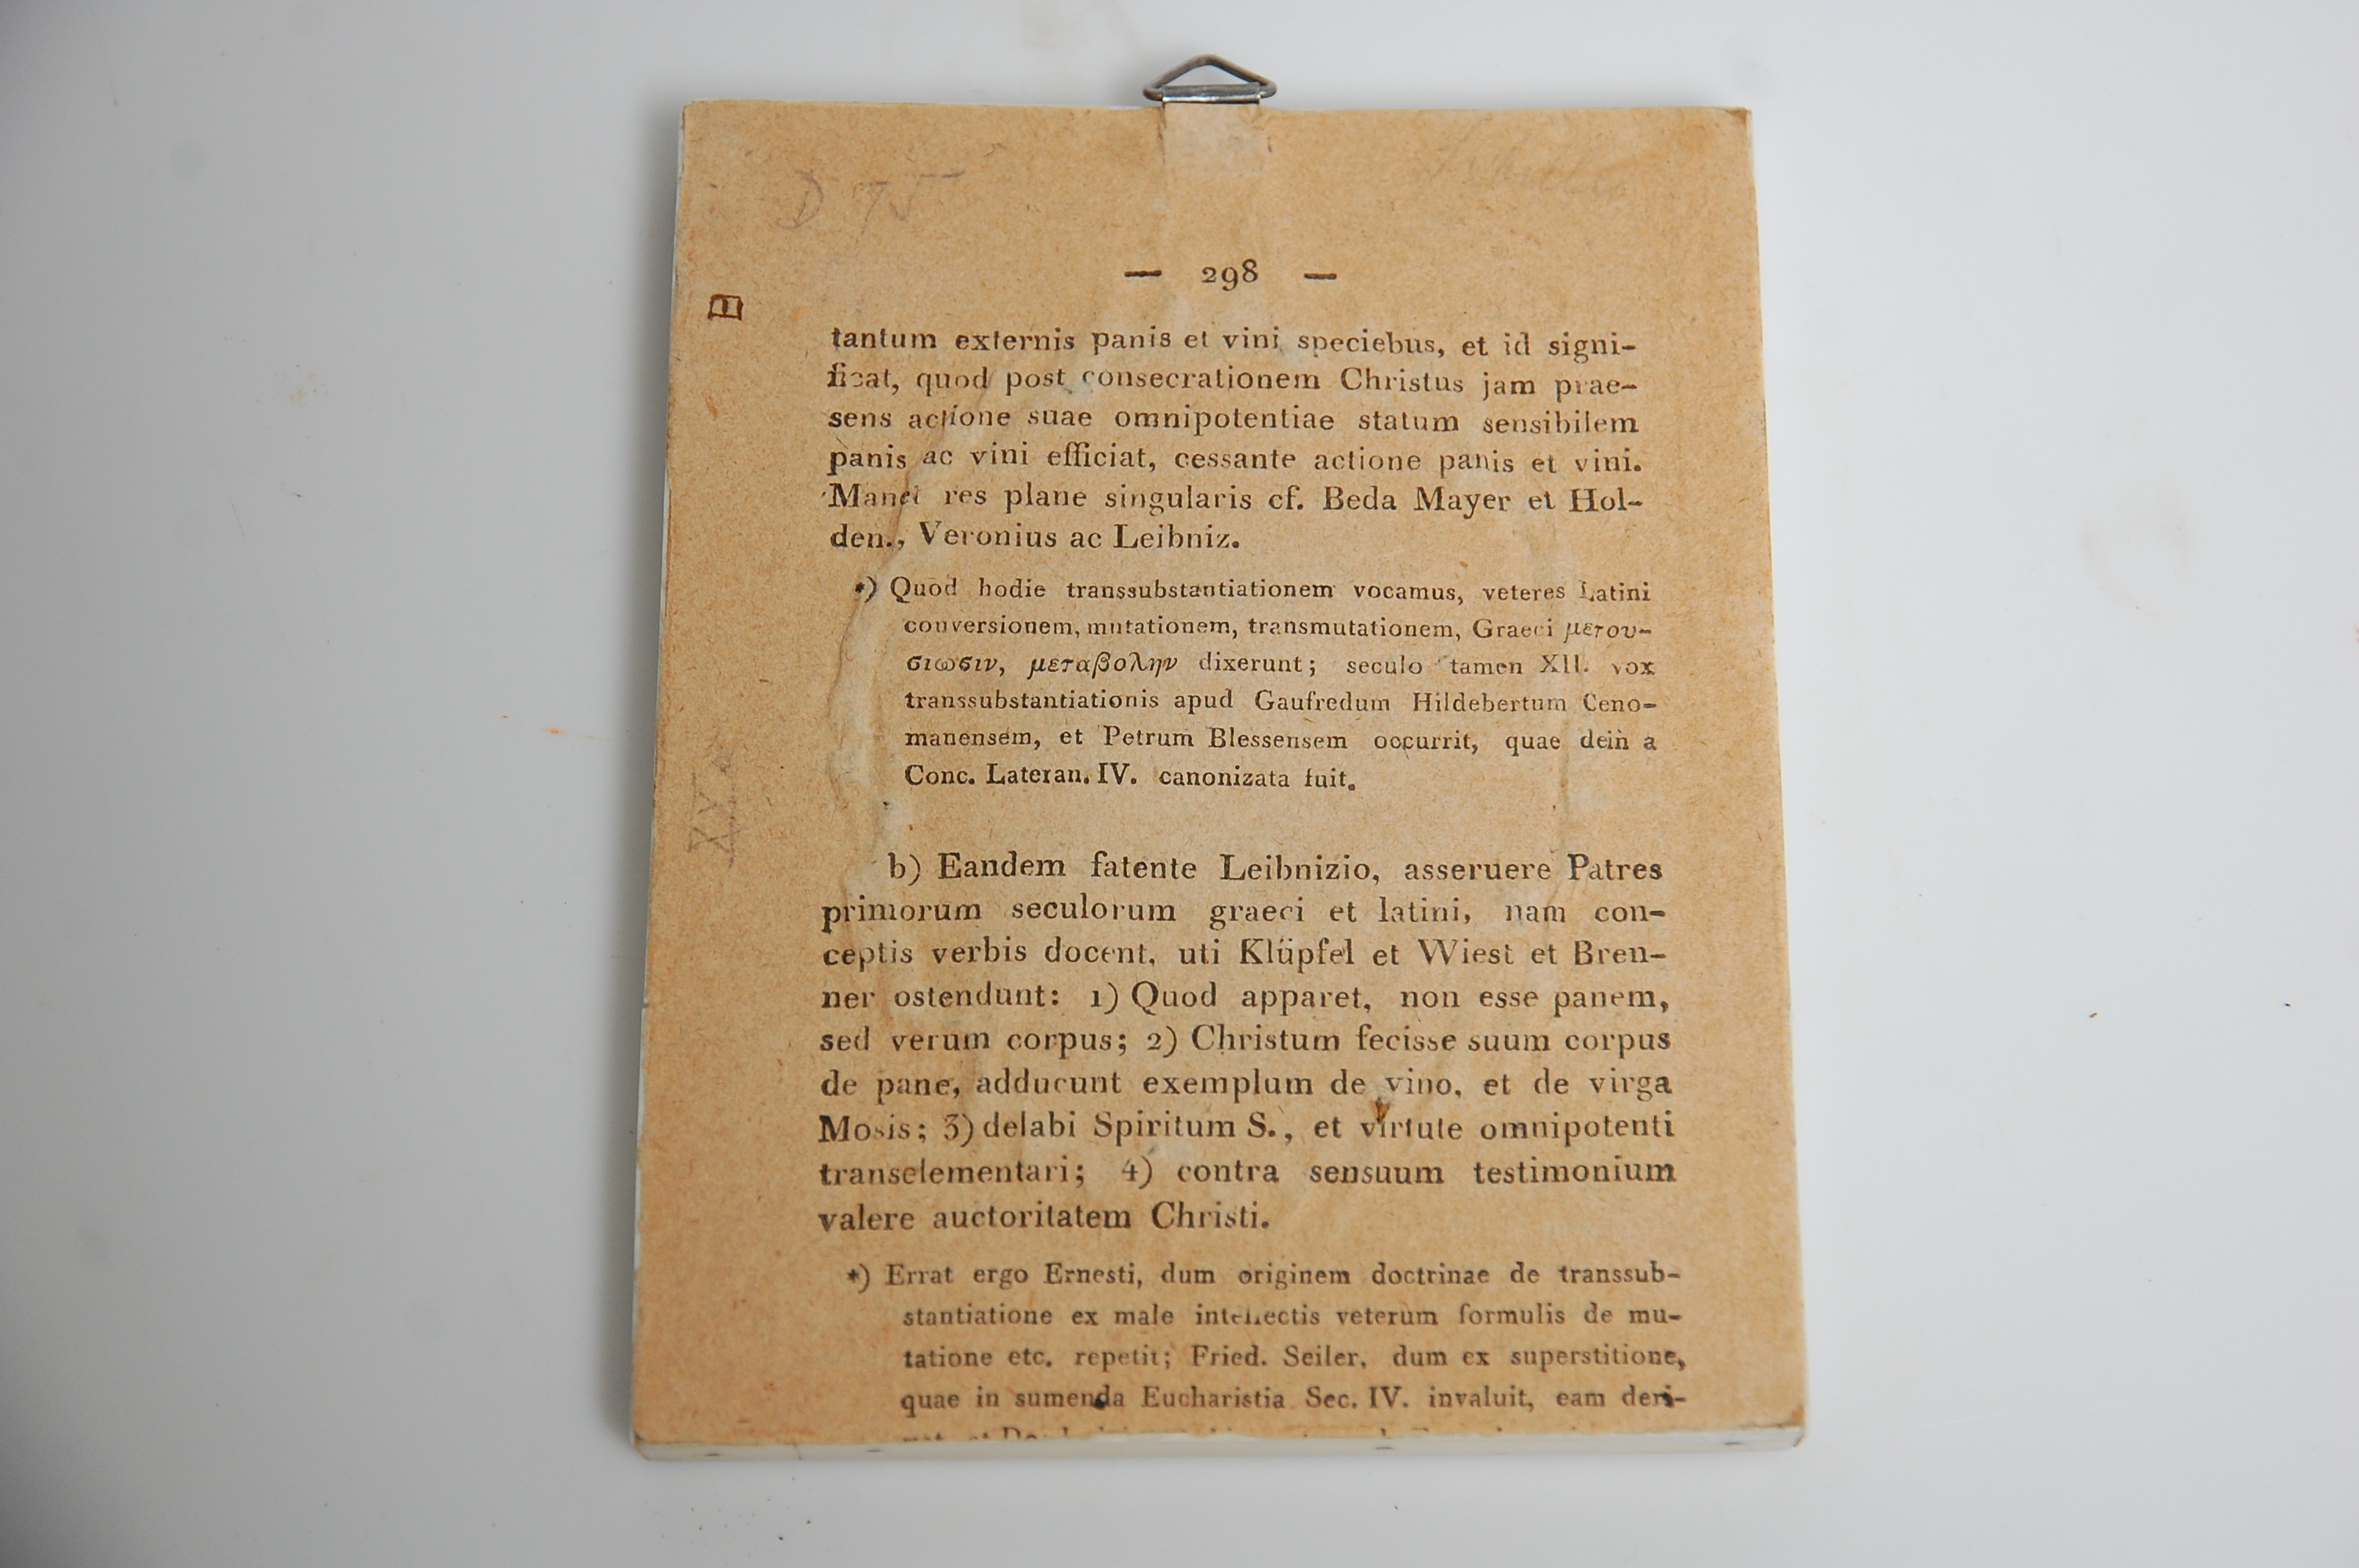 D 75
— 298 —
tantum externis panis et vini speciebus, et id signi-
ficat, quod post consecrationem Christus jam prae-
sens actione suae omnipotentiae statum sensibilem
panis ac vini efficiat, cessante actione panis et vini.
Manet res plane singularis cf. Beda Mayer et Hol-
den., Veronius ac Leibniz.
*) Quod hodie transsubstantiationem vocamus, veteres Latini
conversionem, mutationem, transmutationem, Graeci μετου-
σιωσιν, μεταβολην dixerunt; seculo tamen XII. vox
transsubstantiationis apud Gaufredum Hildebertum Ceno-
manensem, et Petrum Blessensem occurrit, quae dein a
Conc. Lateran. IV. canonizata fuit.
b) Eandem fatente Leibnizio, asseruere Patres
primorum seculorum graeci et latini, nam con-
ceptis verbis docent, uti Klüpfel et Wiest et Bren-
ner ostendunt: 1) Quod apparet, non esse panem,
sed verum corpus; 2) Christum fecisse suum corpus
de pane, adducunt exemplum de vino, et de virga
Mosis; 3) delabi Spiritum S., et virtute omnipotenti
transelementari; 4) contra sensuum testimonium
valere auctoritatem Christi.
*) Errat ergo Ernesti, dum originem doctrinae de transsub-
stantiatione ex male intellectis veterum formulis de mu-
tatione etc. repetit; Fried. Seiler, dum ex superstitione,
quae in sumenda Eucharistia Sec. IV. invaluit, eam deri-